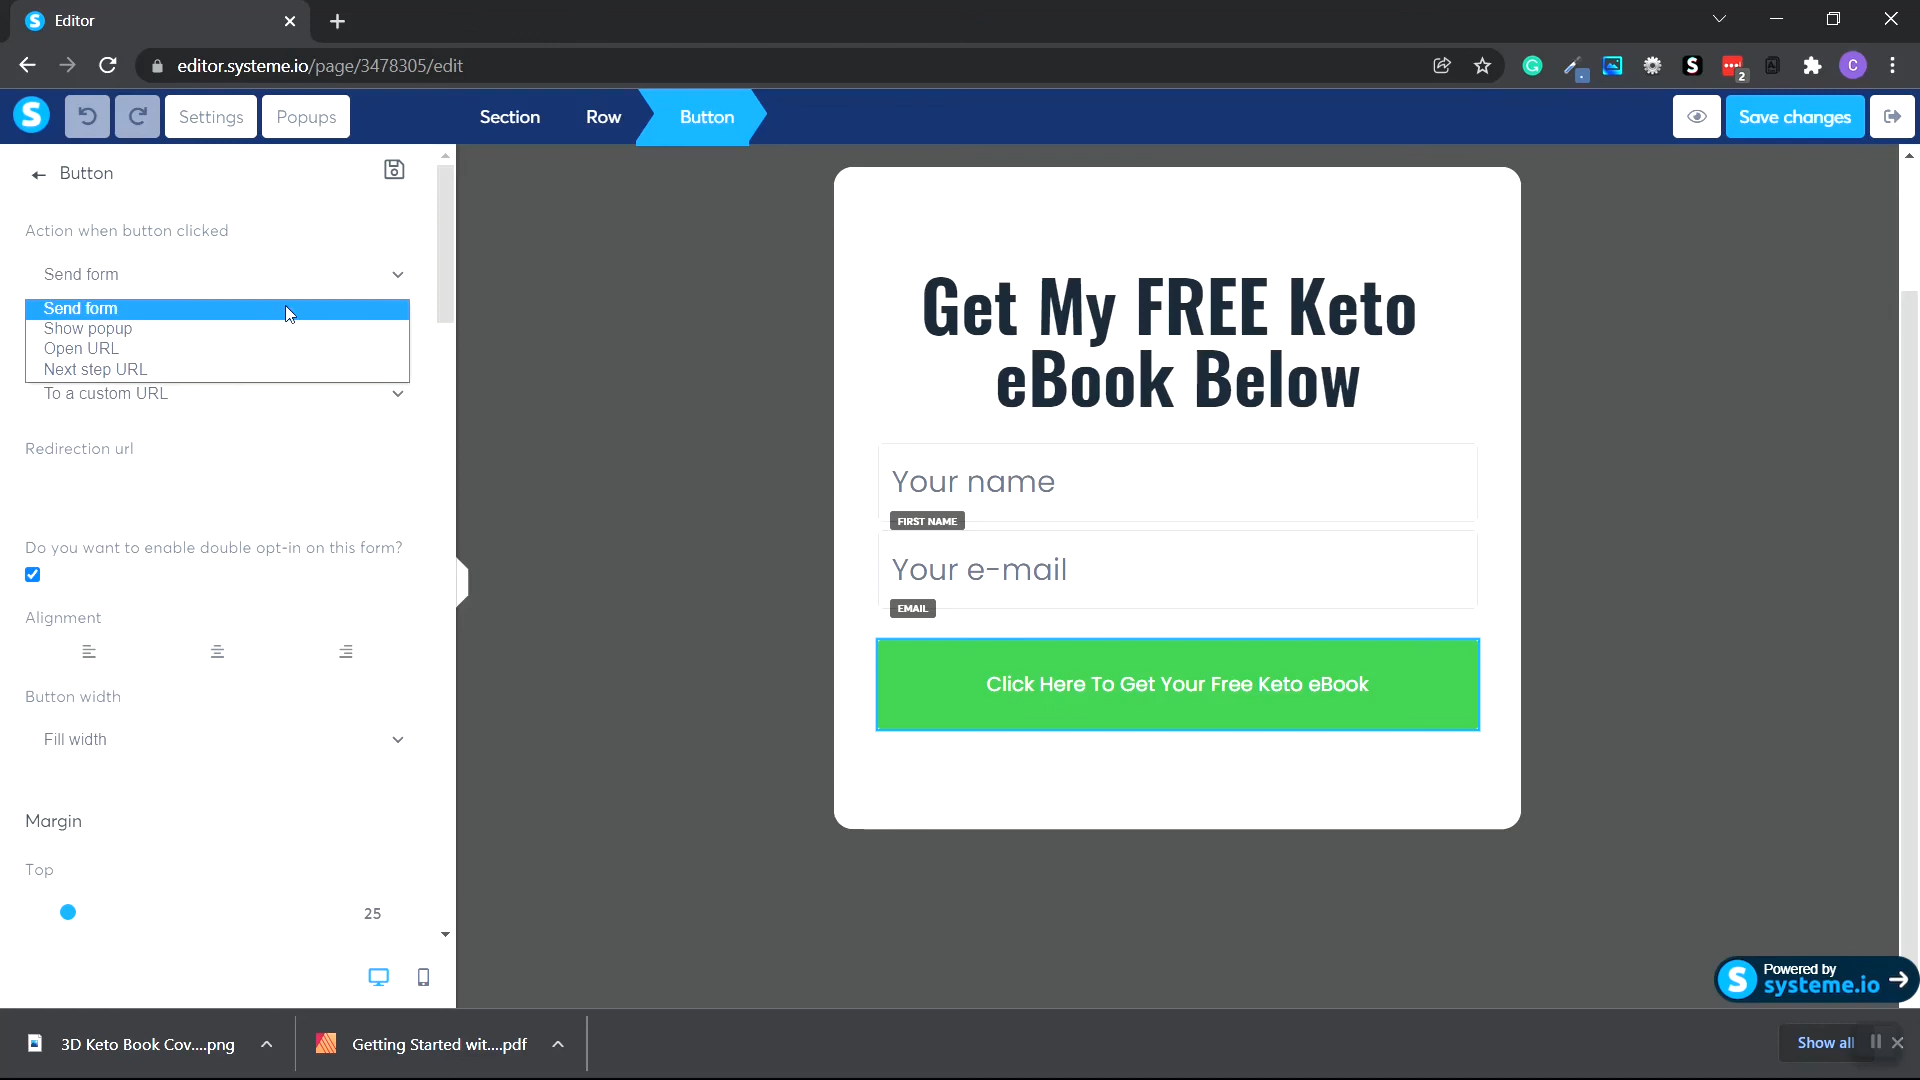 Editor
editor.systeme.io/page/3478305/edit
C
2
Settings
Popups
Section
Row
Button
Save changes
Button
Action when button clicked
Send form
Send form
Show popup
Open URL
Next step URL
To a custom URL
Redirection url
Do you want to enable double opt-in on this form?
Alignment
Button width
Fill width
Margin
Top
25
Get My FREE Keto
eBook Below
Your name
FIRST NAME
Your e-mail
EMAIL
Click Here To Get Your Free Keto eBook
Powered by
systeme.io
3D Keto Book Cov....png
Getting Started wit....pdf
Show all